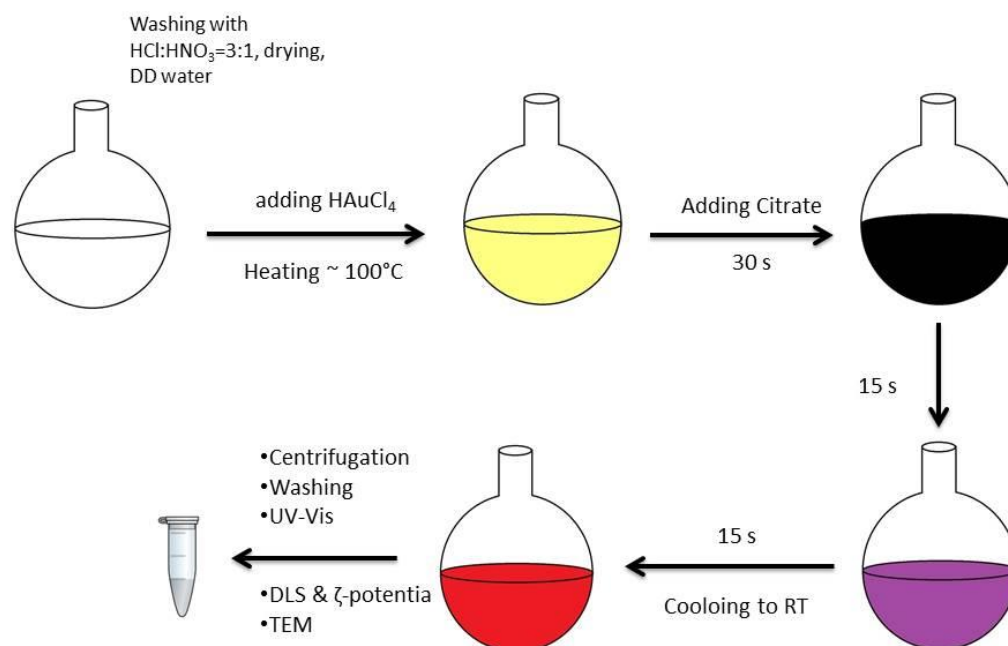 Washing with
HCl:HNO₃=3:1, drying,
DD water
adding HAuCl₄
Heating ~ 100°C
Adding Citrate
30 s
15 s
15 s
Cooloing to RT
•Centrifugation
•Washing
•UV-Vis
•DLS & ζ-potentia
•TEM